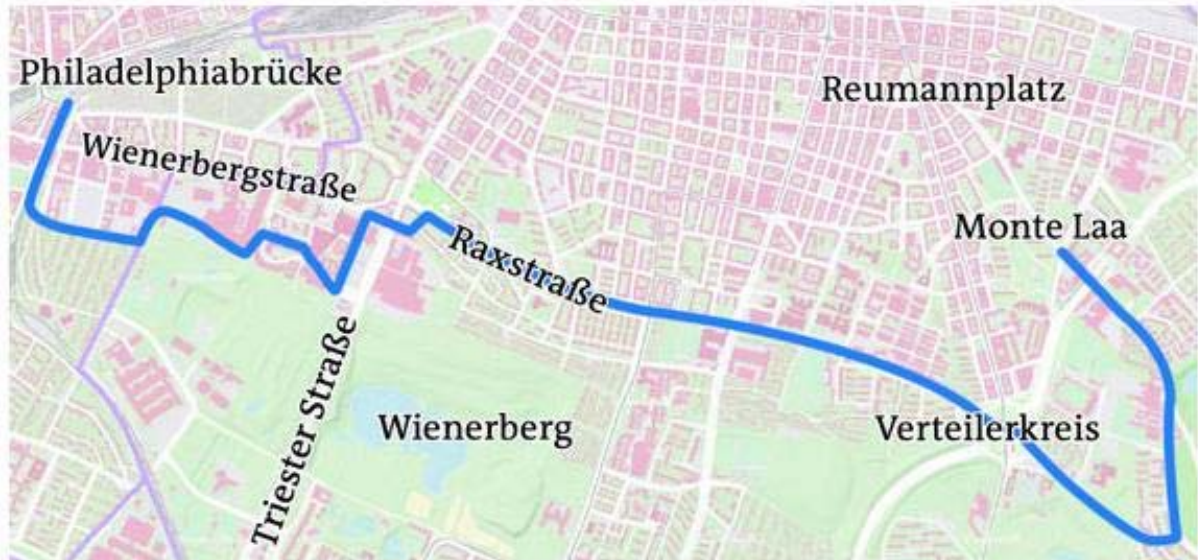 Philadelphiabrücke
Reumannplatz
Wienerbergstraße
Monte Laa
Raxstraße
Triester Straße
Wienerberg
Verteilerkreis